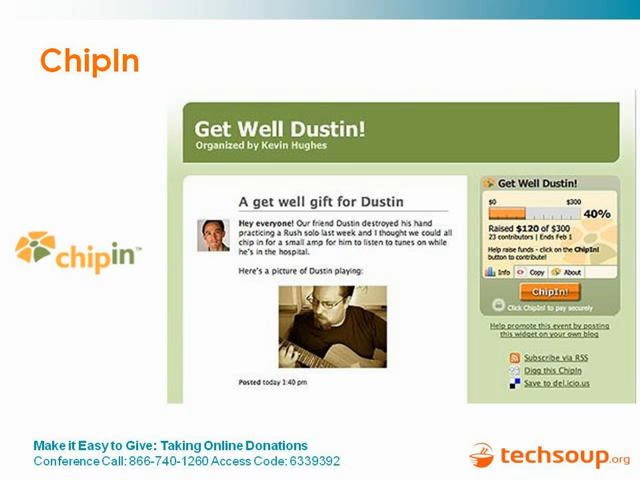 ChipIn
Get Well Dustin!
Organized by Kevin Hughes
A get well gift for Dustin
Hey everyone! Our friend Dustin destroyed his hand
practicing a Rush solo last week and I thought we could all
chip in for a small amp for him to listen to tunes on while
he's in the hospital.
Here's a picture of Dustin playing:
Posted today 1:40 pm
Get Well Dustin!
$0 $300
40%
Raised $120 of $300
23 contributors | Ends Feb 1
Help raise funds - click on the ChipIn!
button to contribute!
Info Copy About
ChipIn!
Click ChipIn! to pay securely
Help promote this event by posting
this widget on your own blog
Subscribe via RSS
Digg this ChipIn
Save to del.icio.us
chipin™
Make it Easy to Give: Taking Online Donations
Conference Call: 866-740-1260 Access Code: 6339392
techsoup.org